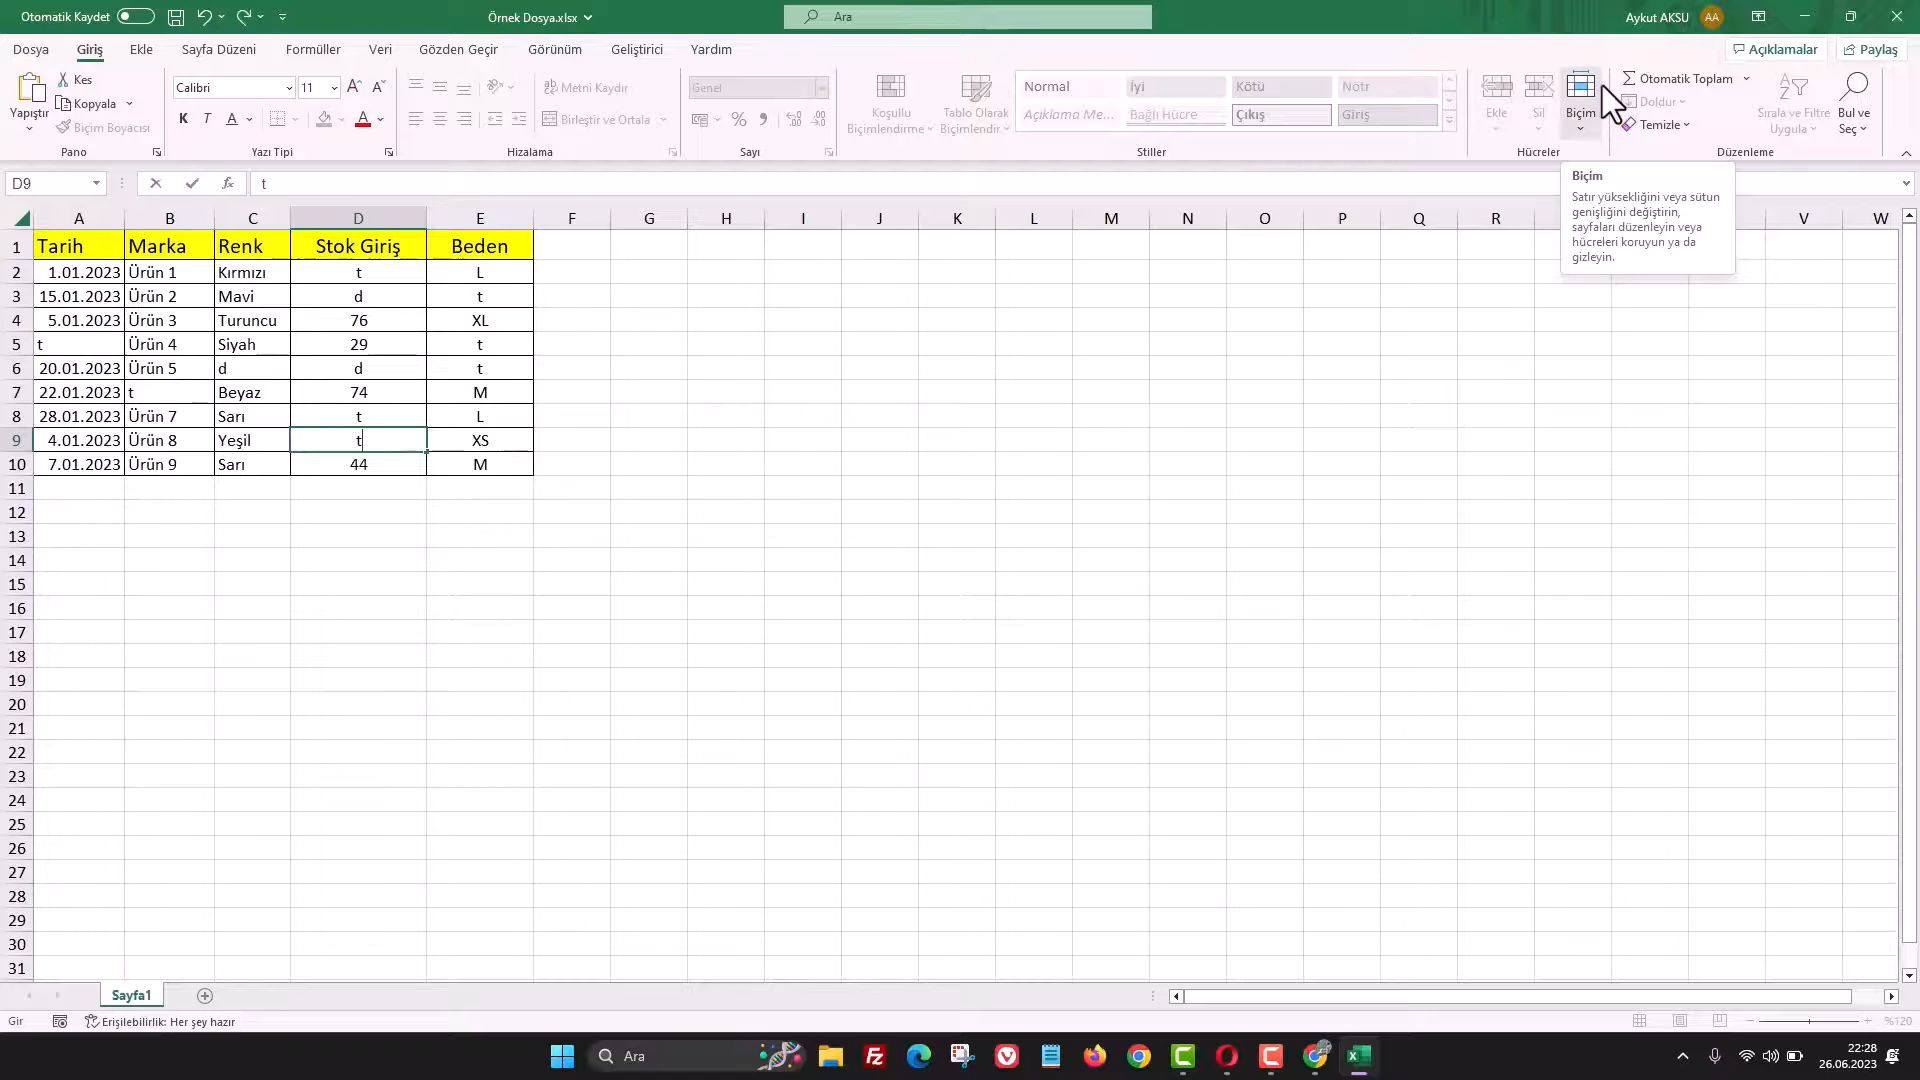 Otomatik Kaydet
Örnek Dosya.xlsx
Ara
Aykut AKSU AA
Dosya Giriş Ekle Sayfa Düzeni Formüller Veri Gözden Geçir Görünüm Geliştirici Yardım
Açıklamalar Paylaş
Yapıştır
Kes
Kopyala
Biçim Boyacısı
Pano
Calibri 11 A A
K T A A
Yazı Tipi
Metni Kaydır
Birleştir ve Ortala
Hizalama
Genel
%
Sayı
Koşullu
Biçimlendirme
Tablo Olarak
Biçimlendir
Normal İyi Kötü Nötr
Açıklama Me... Bağlı Hücre Çıkış Giriş
Stiller
Ekle Sil Biçim
Hücreler
Otomatik Toplam
Doldur
Temizle
Sırala ve Filtre
Uygula
Bul ve
Seç
Düzenleme
D9 fx t
Biçim
Satır yüksekliğini veya sütun
genişliğini değiştirin,
sayfaları düzenleyin veya
hücreleri koruyun ya da
gizleyin.
A B C D E F G H I J K L M N O P Q R V W
1 Tarih Marka Renk Stok Giriş Beden
2 1.01.2023 Ürün 1 Kırmızı t L
3 15.01.2023 Ürün 2 Mavi d t
4 5.01.2023 Ürün 3 Turuncu 76 XL
5 t Ürün 4 Siyah 29 t
6 20.01.2023 Ürün 5 d d t
7 22.01.2023 t Beyaz 74 M
8 28.01.2023 Ürün 7 Sarı t L
9 4.01.2023 Ürün 8 Yeşil t XS
10 7.01.2023 Ürün 9 Sarı 44 M
11
12
13
14
15
16
17
18
19
20
21
22
23
24
25
26
27
28
29
30
31
Sayfa1
Gir Erişilebilirlik: Her şey hazır %120
Ara
22:28
26.06.2023